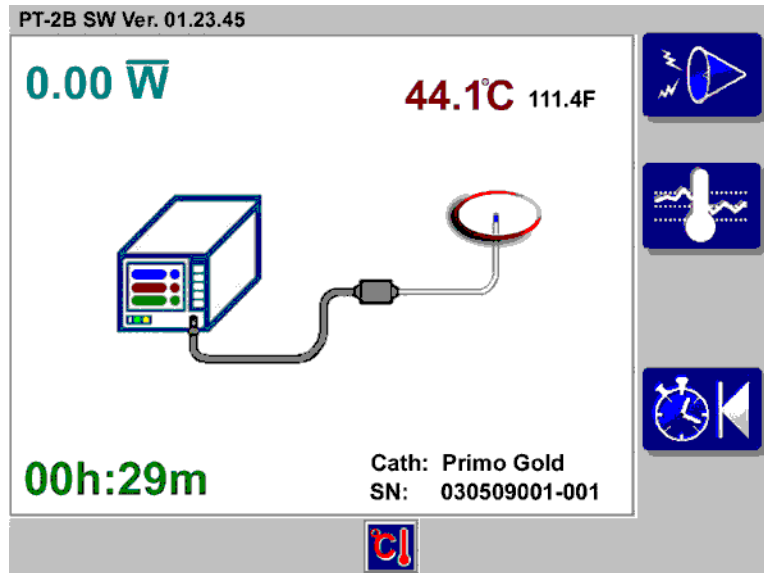 PT-2B SW Ver. 01.23.45
0.00 W̅
44.1°C 111.4F
00h:29m
Cath: Primo Gold
SN: 030509001-001
°C